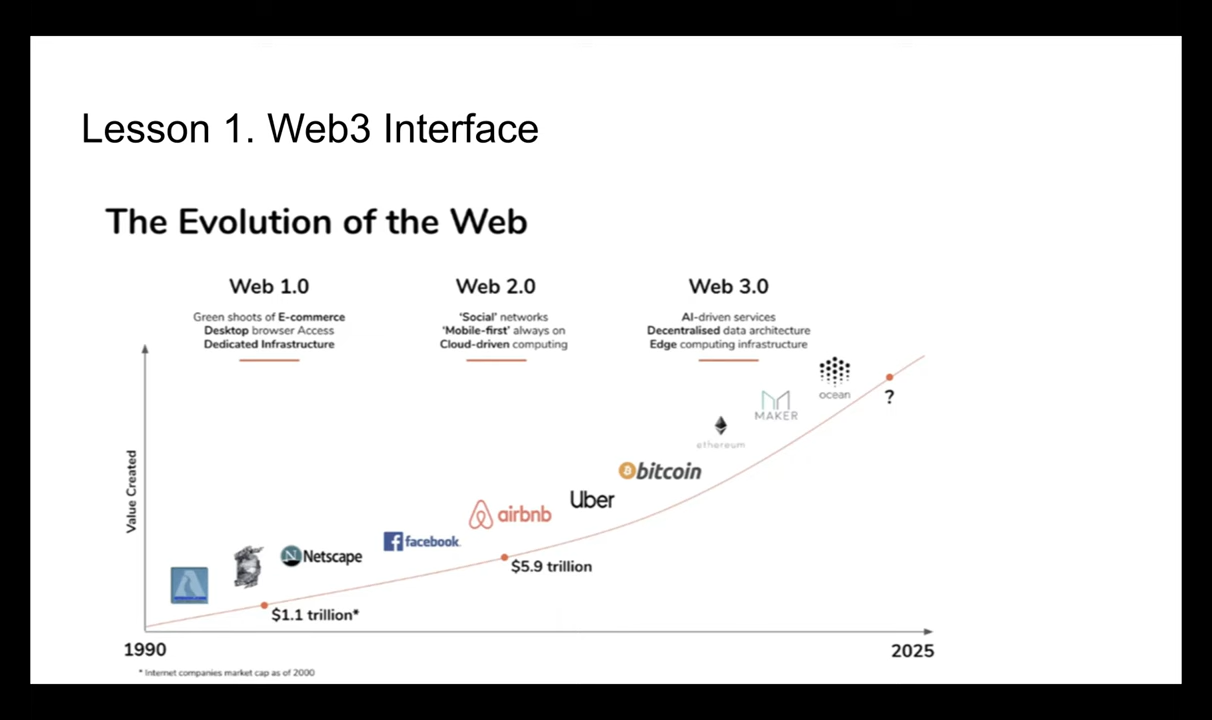 Lesson 1. Web3 Interface
The Evolution of the Web
Web 1.0
Green shoots of E-commerce
Desktop browser Access
Dedicated Infrastructure
Web 2.0
‘Social’ networks
‘Mobile-first’ always on
Cloud-driven computing
Web 3.0
AI-driven services
Decentralised data architecture
Edge computing infrastructure
Value Created
Netscape
facebook.
airbnb
Uber
bitcoin
ethereum
MAKER
ocean
?
$1.1 trillion*
$5.9 trillion
1990
2025
* Internet companies market cap as of 2000